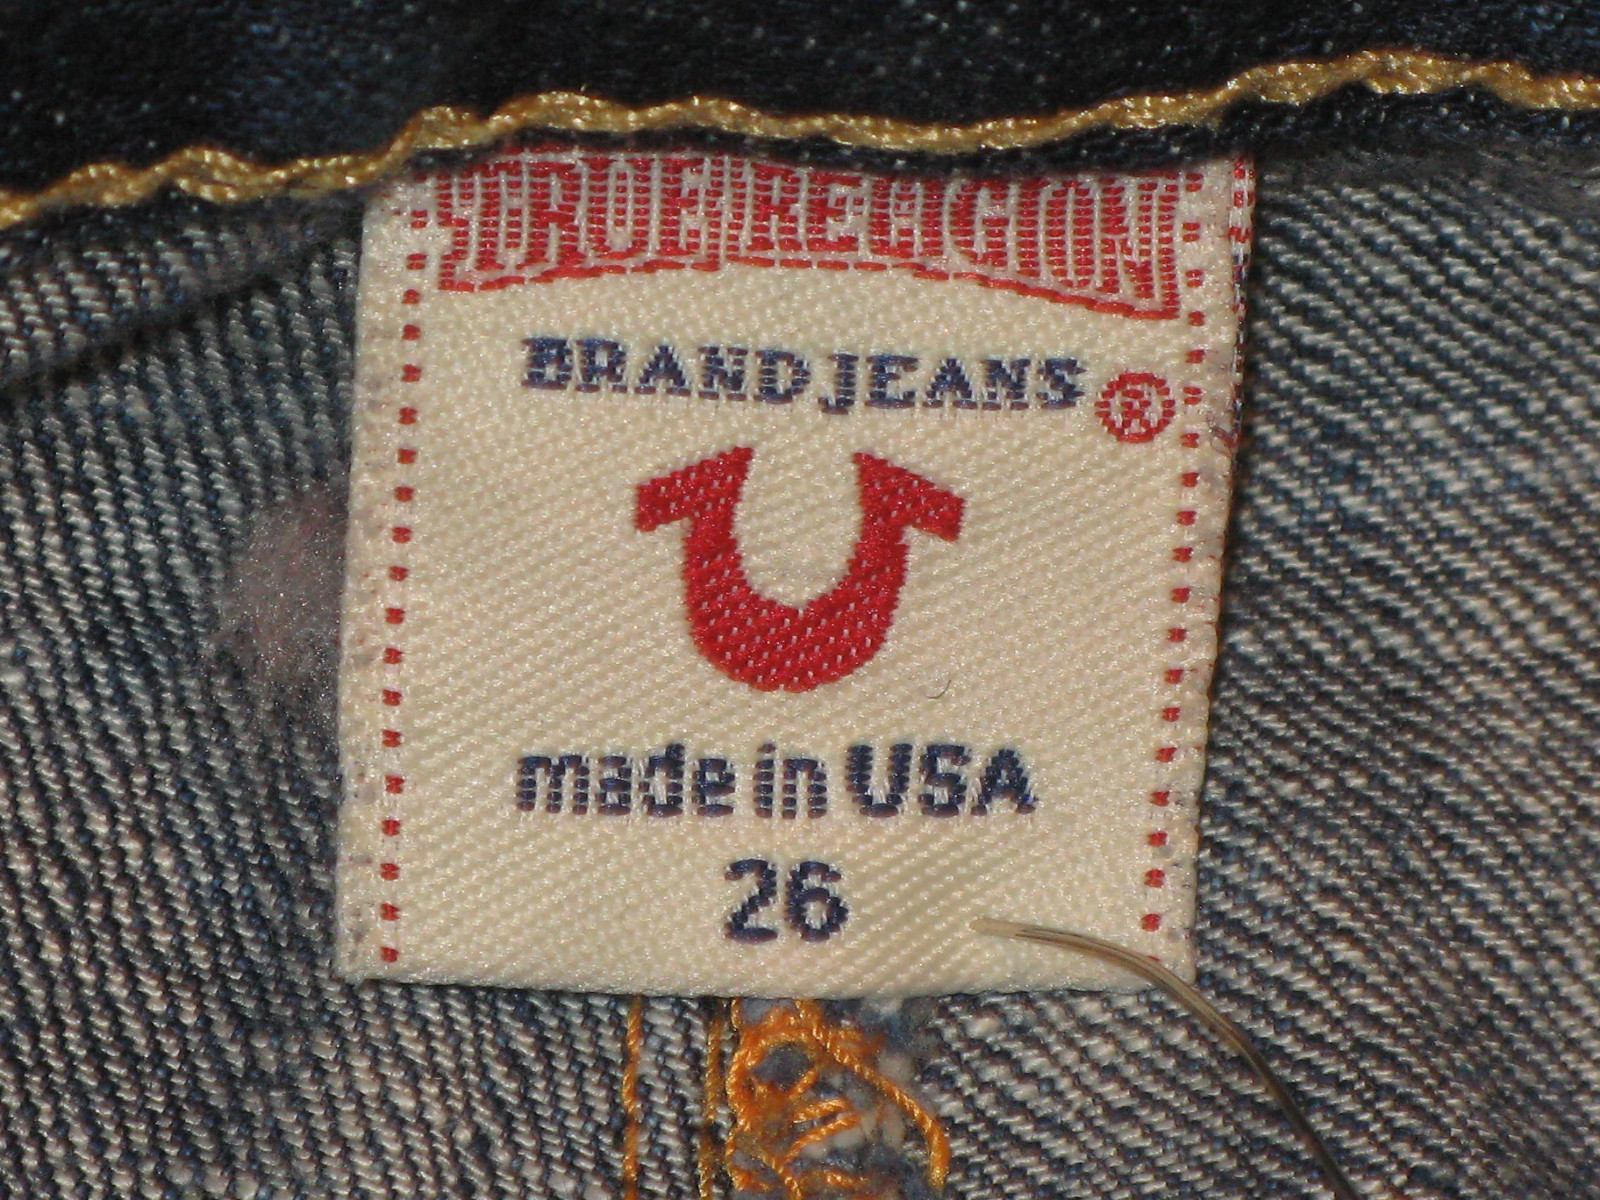 TRUE RELIGION
BRAND JEANS ®
made in USA
26